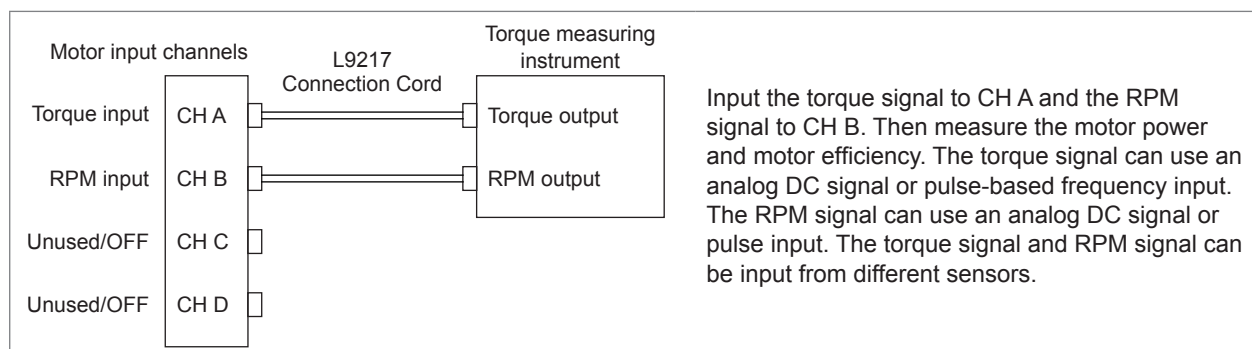 Motor input channels
L9217
Connection Cord
Torque measuring
instrument
Torque input
CH A
Torque output
RPM input
CH B
RPM output
Unused/OFF
CH C
Unused/OFF
CH D
Input the torque signal to CH A and the RPM
signal to CH B. Then measure the motor power
and motor efficiency. The torque signal can use an
analog DC signal or pulse-based frequency input.
The RPM signal can use an analog DC signal or
pulse input. The torque signal and RPM signal can
be input from different sensors.